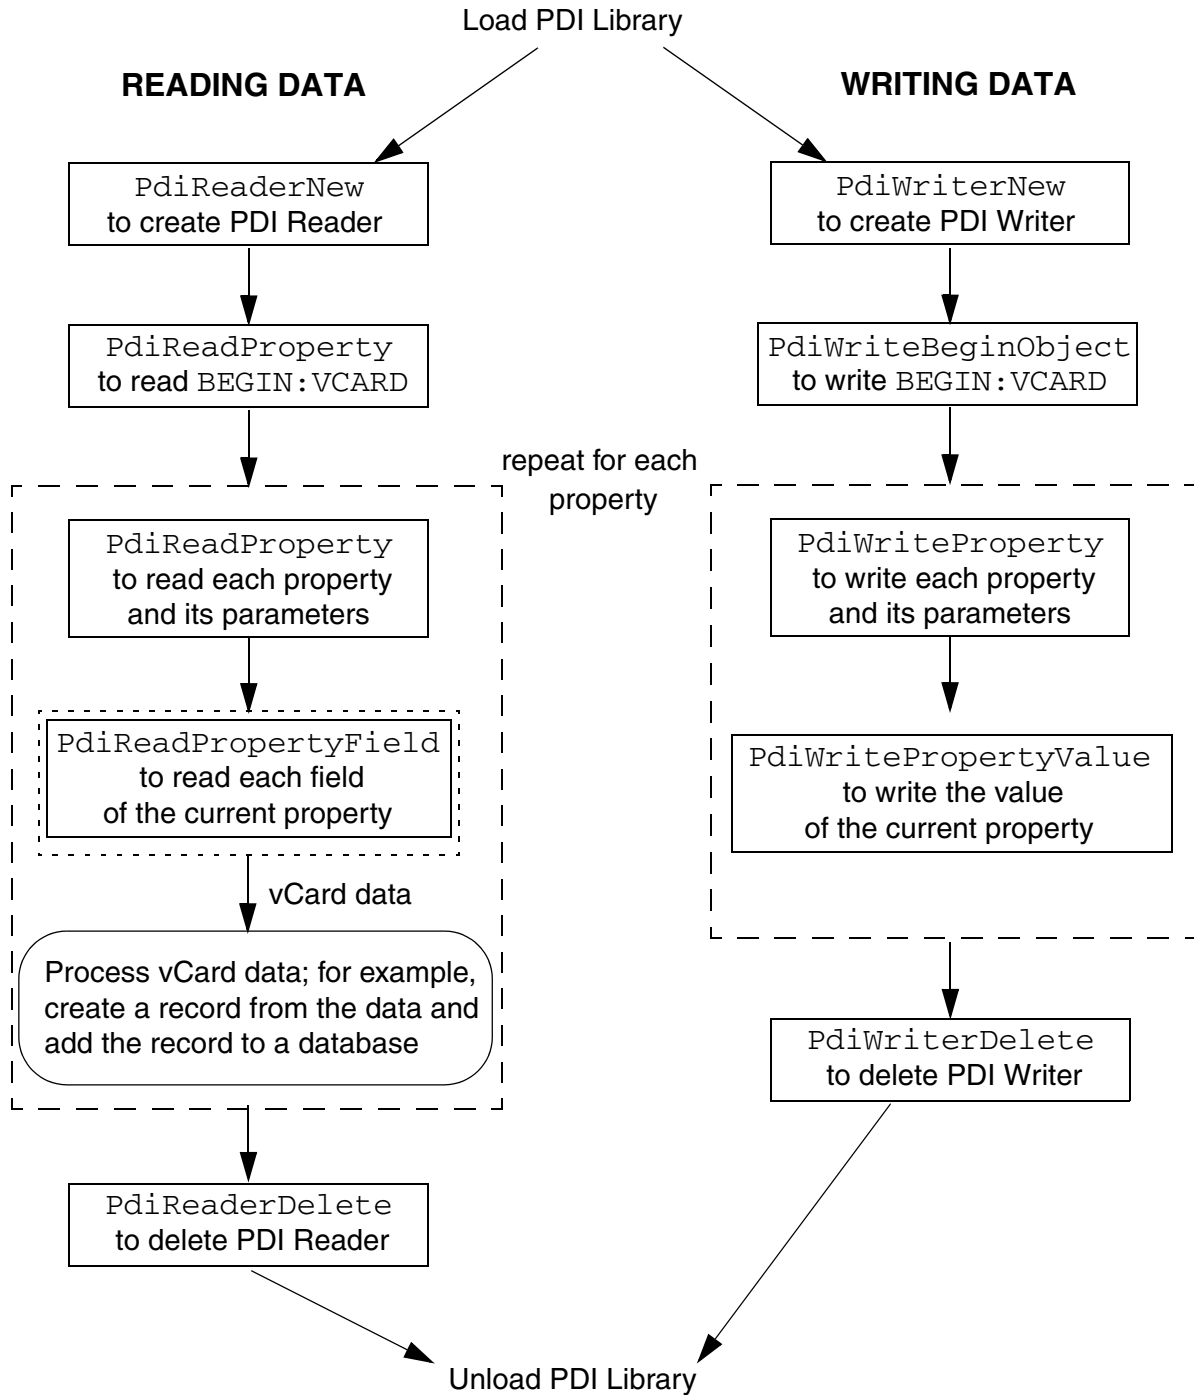 Load PDI Library
READING DATA
PdiReaderNew
to create PDI Reader
PdiReadProperty
to read BEGIN:VCARD
PdiReadProperty
to read each property
and its parameters
PdiReadPropertyField
to read each field
of the current property
vCard data
Process vCard data; for example,
create a record from the data and
add the record to a database
PdiReaderDelete
to delete PDI Reader
repeat for each
property
WRITING DATA
PdiWriterNew
to create PDI Writer
PdiWriteBeginObject
to write BEGIN:VCARD
PdiWriteProperty
to write each property
and its parameters
PdiWritePropertyValue
to write the value
of the current property
PdiWriterDelete
to delete PDI Writer
Unload PDI Library